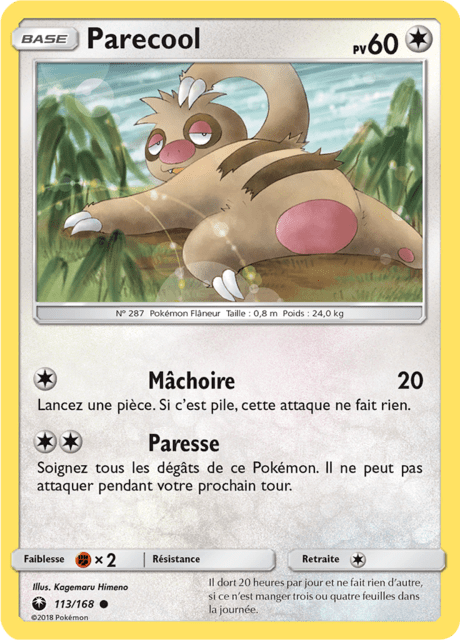 BASE Parecool PV60
N° 287 Pokémon Flâneur Taille : 0,8 m Poids : 24,0 kg
Mâchoire 20
Lancez une pièce. Si c'est pile, cette attaque ne fait rien.
Paresse
Soignez tous les dégâts de ce Pokémon. Il ne peut pas
attaquer pendant votre prochain tour.
Faiblesse × 2 Résistance Retraite
Illus. Kagemaru Himeno
113/168
©2018 Pokémon
Il dort 20 heures par jour et ne fait rien d'autre,
si ce n'est manger trois ou quatre feuilles dans
la journée.